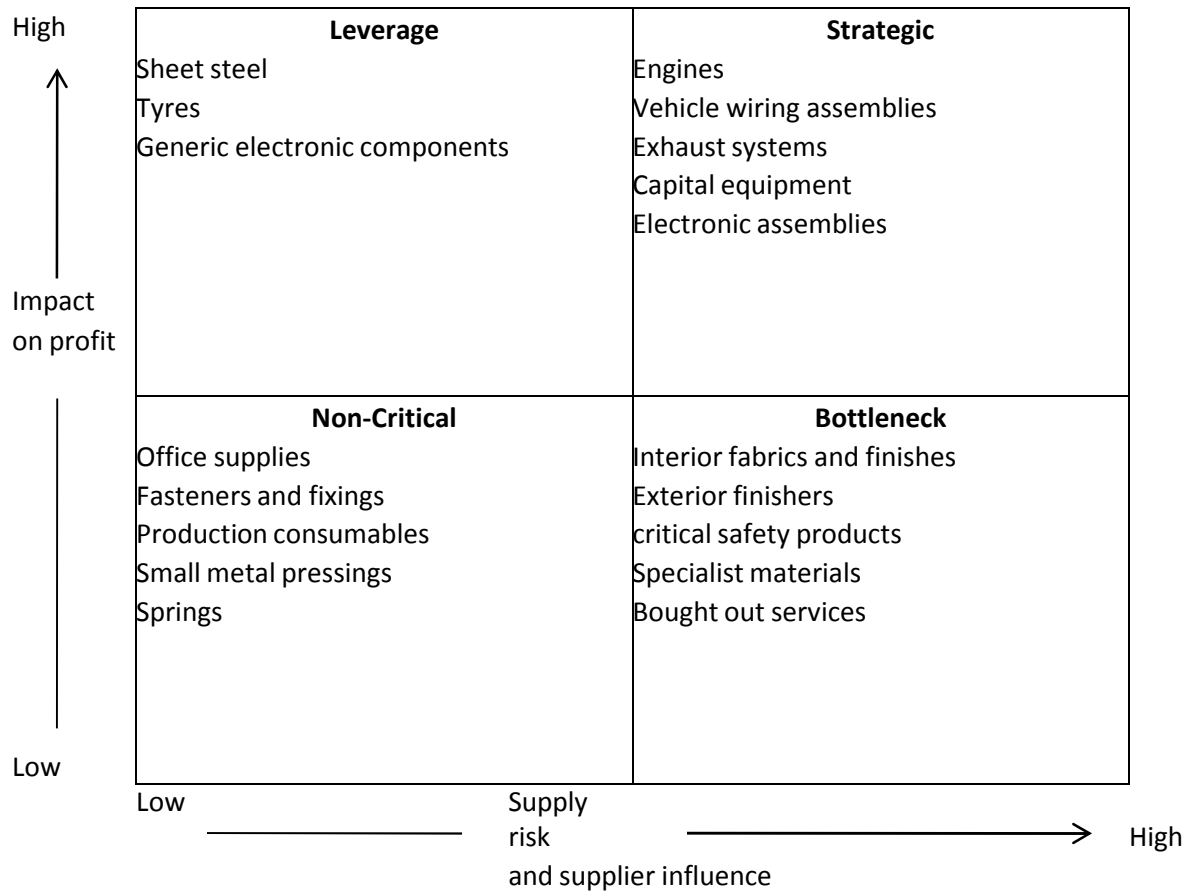 High
Leverage
Sheet steel
Tyres
Generic electronic components
Strategic
Engines
Vehicle wiring assemblies
Exhaust systems
Capital equipment
Electronic assemblies
Impact
on profit
Non-Critical
Office supplies
Fasteners and fixings
Production consumables
Small metal pressings
Springs
Bottleneck
Interior fabrics and finishes
Exterior finishers
critical safety products
Specialist materials
Bought out services
Low
Low
Supply
risk
and supplier influence
High